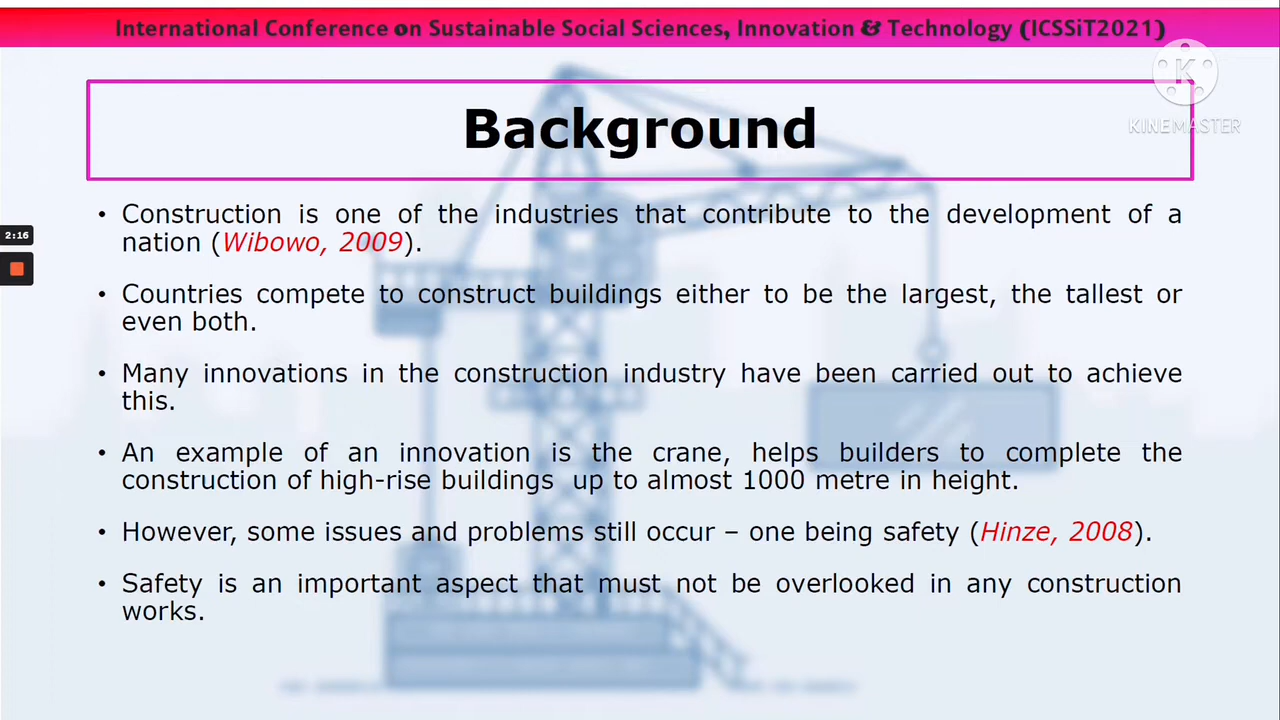 International Conference on Sustainable Social Sciences, Innovation & Technology (ICSSiT2021)
K
KINEMASTER
Background
• Construction is one of the industries that contribute to the development of a
nation (Wibowo, 2009).
2:16
• Countries compete to construct buildings either to be the largest, the tallest or
even both.
• Many innovations in the construction industry have been carried out to achieve
this.
• An example of an innovation is the crane, helps builders to complete the
construction of high-rise buildings  up to almost 1000 metre in height.
• However, some issues and problems still occur – one being safety (Hinze, 2008).
• Safety is an important aspect that must not be overlooked in any construction
works.